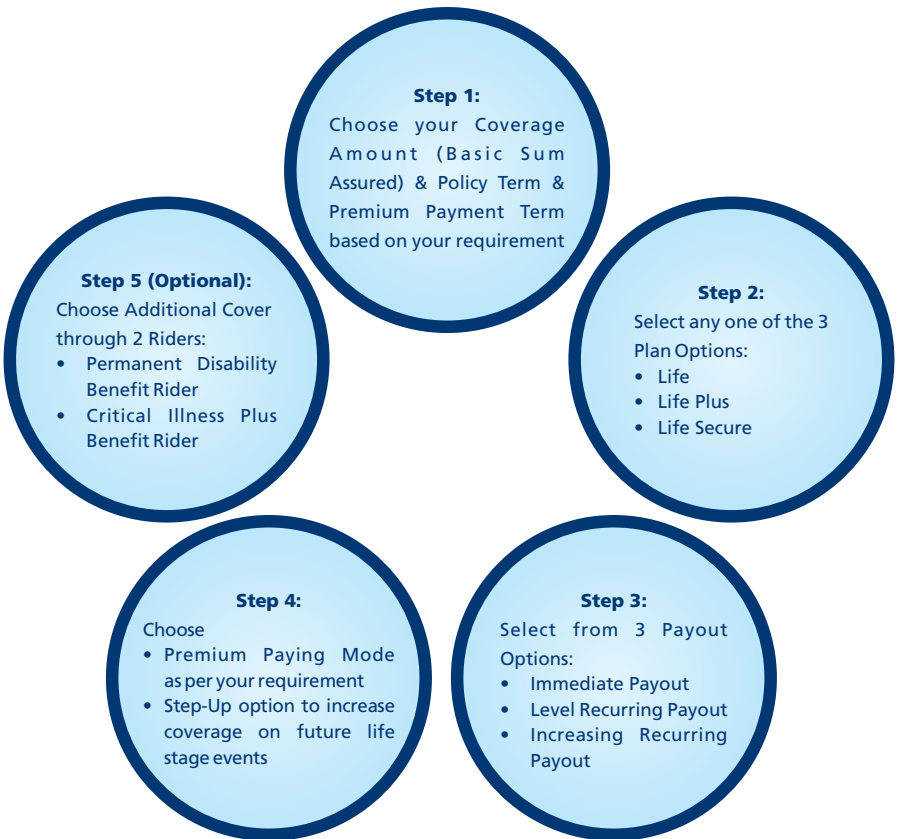 Step 1:
Choose your Coverage
Amount (Basic Sum
Assured) & Policy Term &
Premium Payment Term
based on your requirement
Step 2:
Select any one of the 3
Plan Options:
• Life
• Life Plus
• Life Secure
Step 3:
Select from 3 Payout
Options:
• Immediate Payout
• Level Recurring Payout
• Increasing Recurring
Payout
Step 4:
Choose
• Premium Paying Mode
as per your requirement
• Step-Up option to increase
coverage on future life
stage events
Step 5 (Optional):
Choose Additional Cover
through 2 Riders:
• Permanent Disability
Benefit Rider
• Critical Illness Plus
Benefit Rider